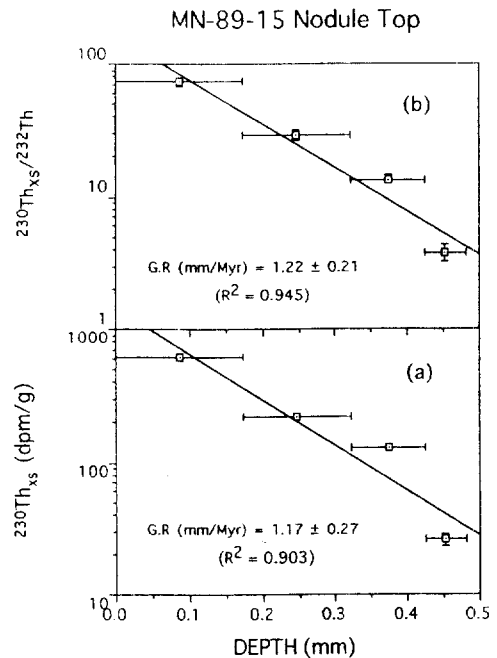 MN-89-15 Nodule Top
100
(b)
²³⁰Thxs/²³²Th
10
G.R (mm/Myr) = 1.22 ± 0.21
(R² = 0.945)
1
1000
(a)
²³⁰Thxs (dpm/g)
100
G.R (mm/Myr) = 1.17 ± 0.27
(R² = 0.903)
10
0.0 0.1 0.2 0.3 0.4 0.5
DEPTH (mm)